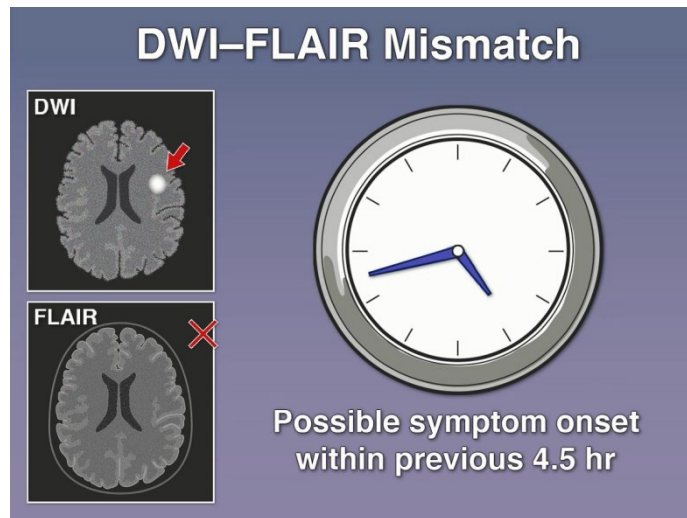 DWI–FLAIR Mismatch
DWI
FLAIR
Possible symptom onset
within previous 4.5 hr